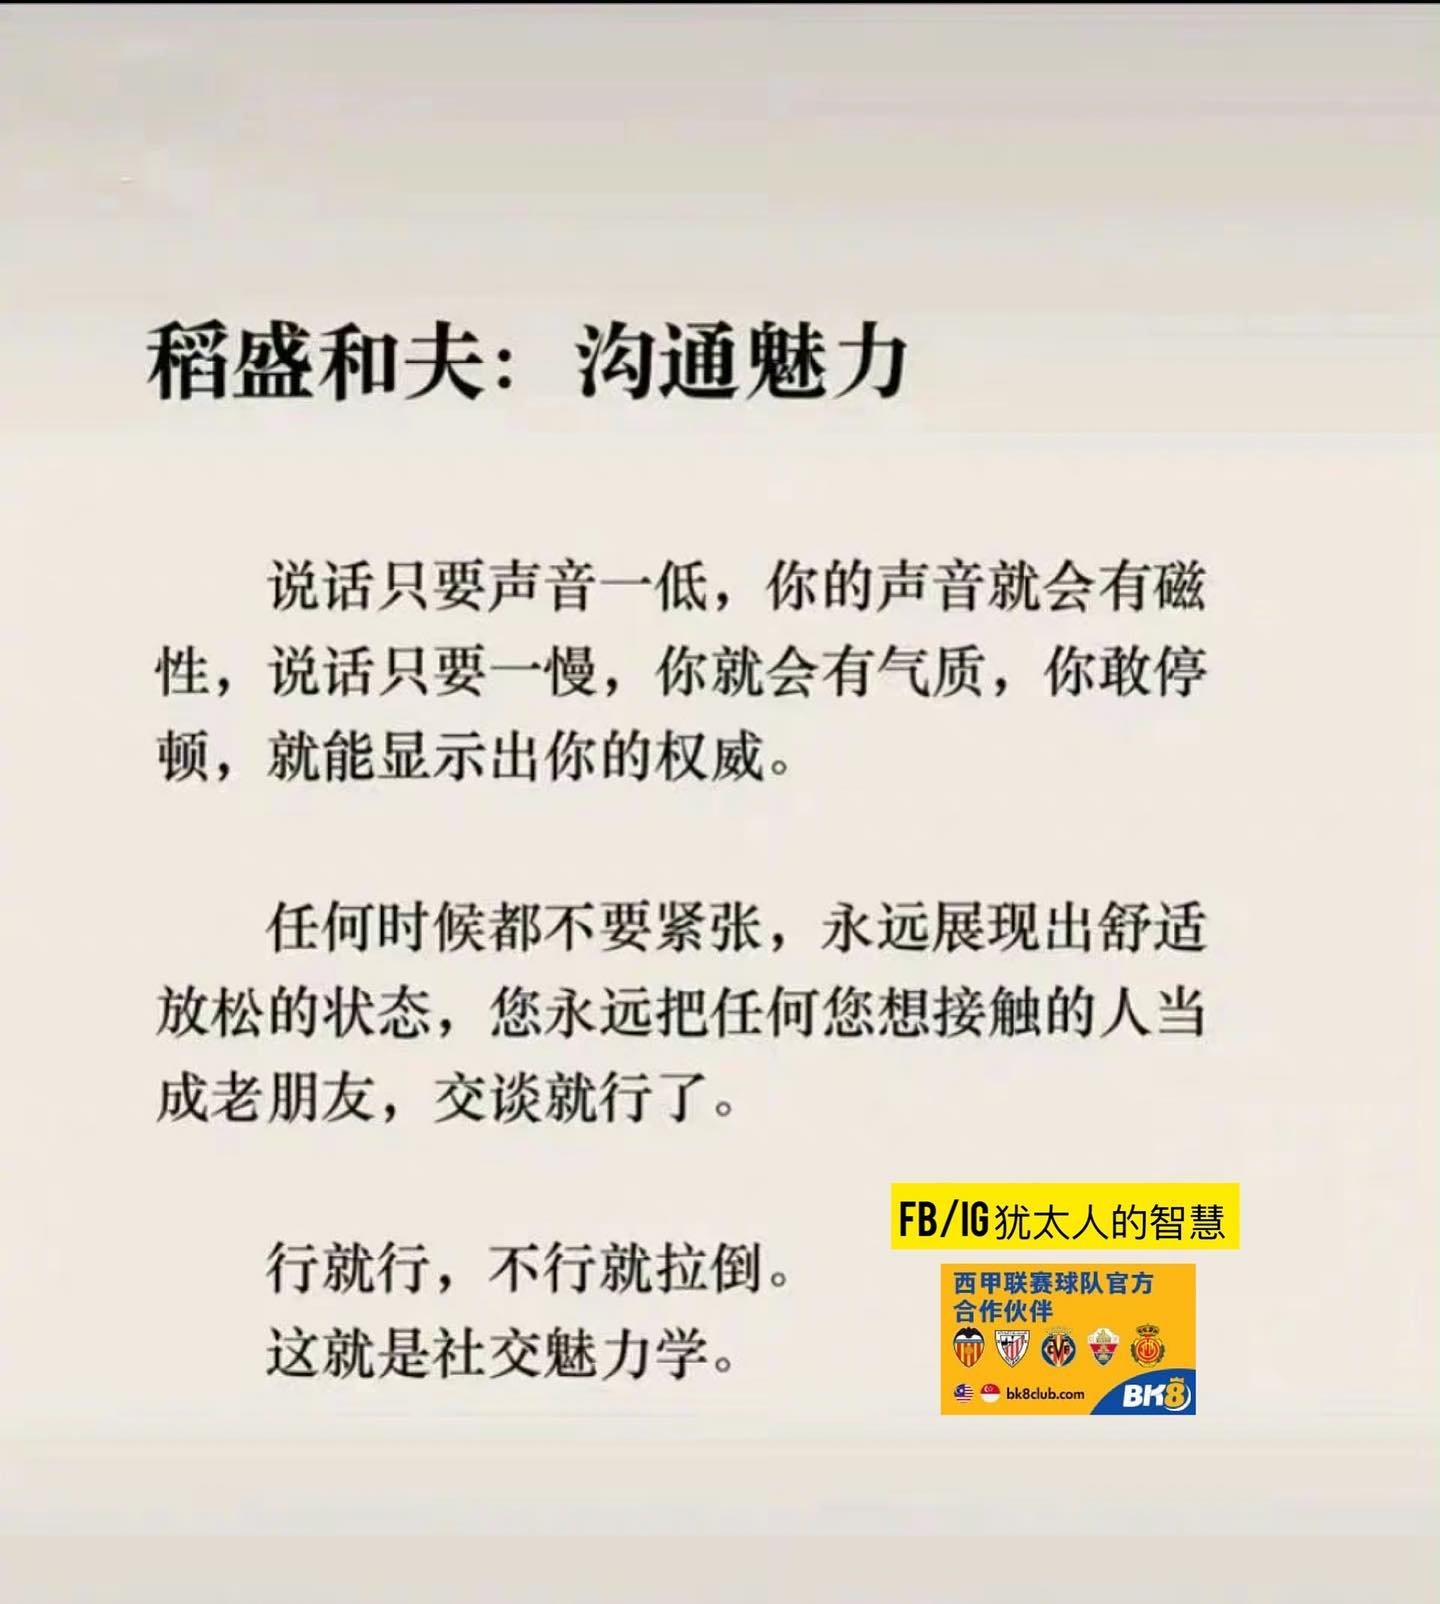 稻盛和夫：沟通魅力
说话只要声音一低，你的声音就会有磁
性，说话只要一慢，你就会有气质，你敢停
顿，就能显示出你的权威。
任何时候都不要紧张，永远展现出舒适
放松的状态，您永远把任何您想接触的人当
成老朋友，交谈就行了。
行就行，不行就拉倒。
这就是社交魅力学。
FB/IG犹太人的智慧
西甲联赛球队官方
合作伙伴
bk8club.com
BK8